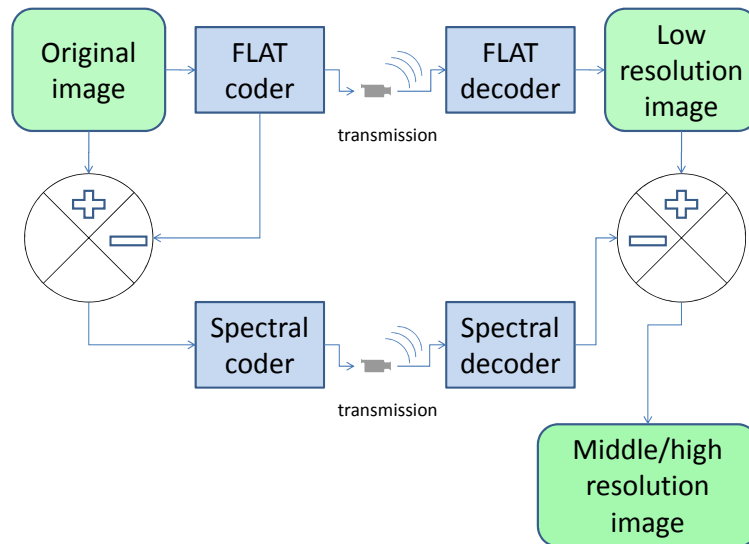 Original
image
FLAT
coder
transmission
FLAT
decoder
Low
resolution
image
Spectral
coder
transmission
Spectral
decoder
Middle/high
resolution
image